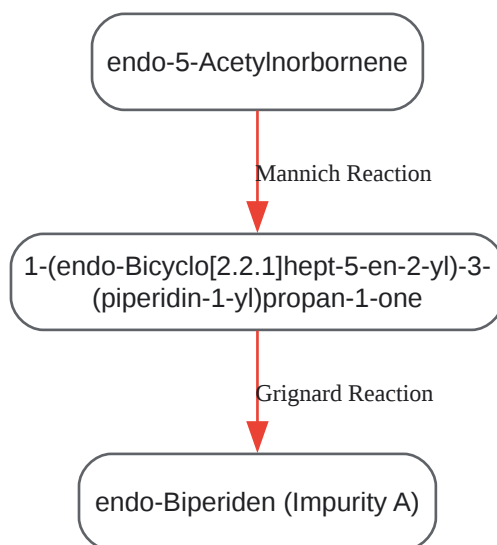 endo-5-Acetylnorbornene
Mannich Reaction
1-(endo-Bicyclo[2.2.1]hept-5-en-2-yl)-3-
(piperidin-1-yl)propan-1-one
Grignard Reaction
endo-Biperiden (Impurity A)